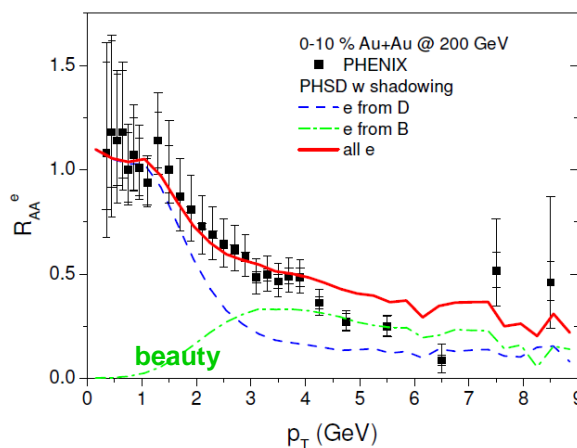 0-10 % Au+Au @ 200 GeV
PHENIX
PHSD w shadowing
e from D
e from B
all e
1.5
1.0
0.5
0.0
R_AA^e
beauty
0 1 2 3 4 5 6 7 8 9
p_T (GeV)